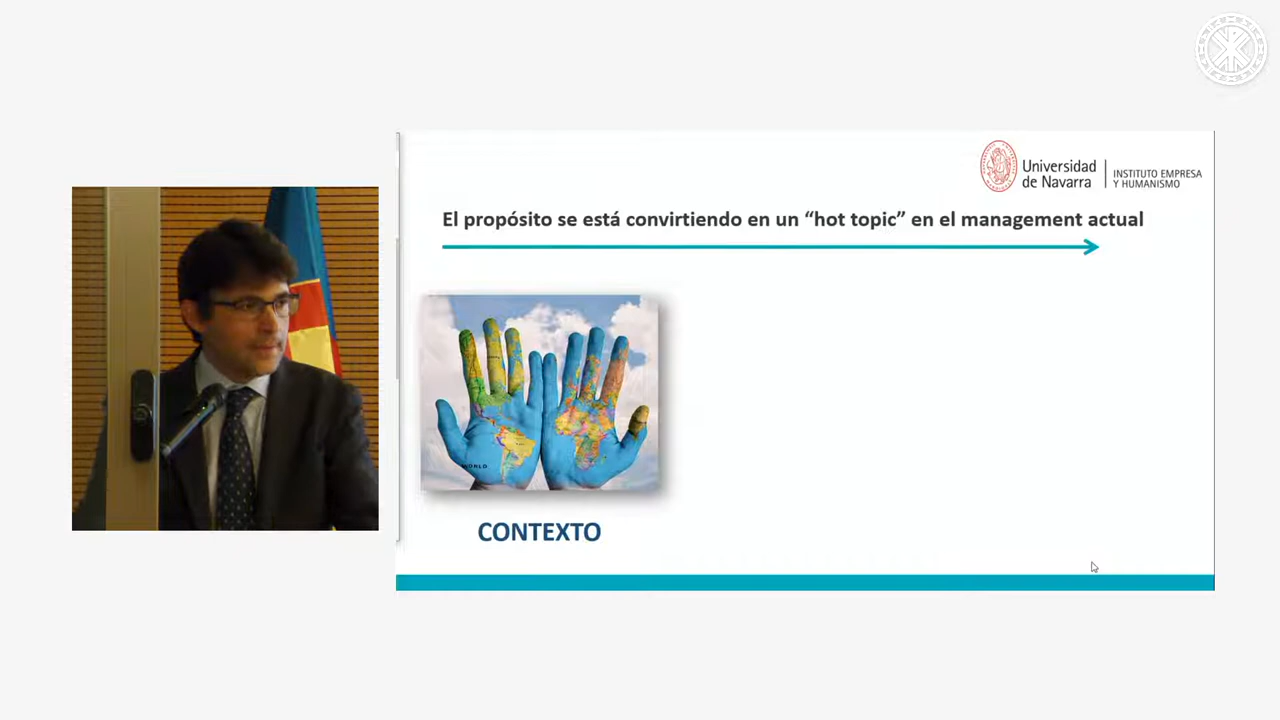 Universidad
de Navarra
INSTITUTO EMPRESA
Y HUMANISMO
El propósito se está convirtiendo en un “hot topic” en el management actual
WORLD
CONTEXTO